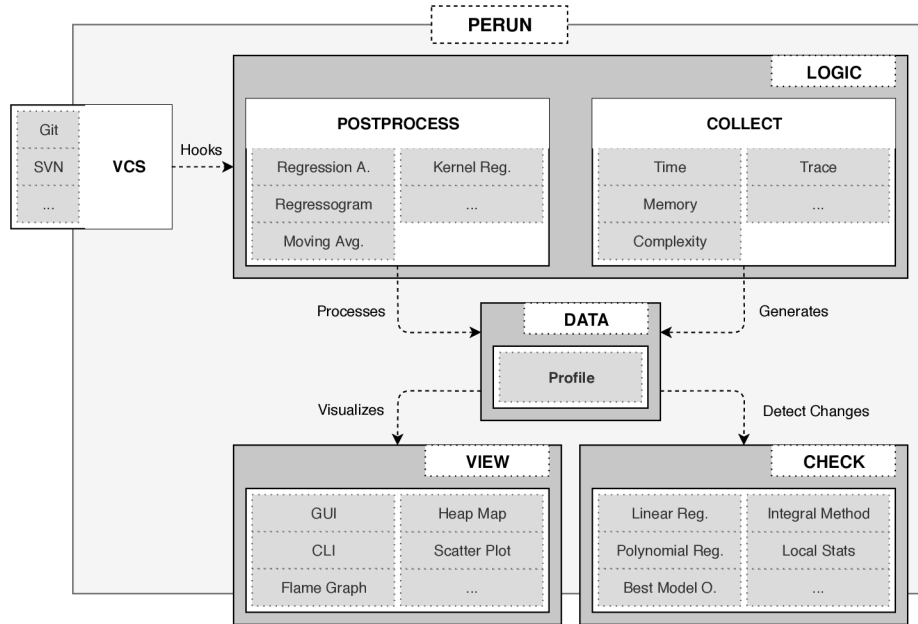 PERUN
LOGIC
Git
SVN
...
VCS
Hooks
POSTPROCESS
Regression A.
Kernel Reg.
Regressogram
...
Moving Avg.
COLLECT
Time
Trace
Memory
...
Complexity
Processes
Generates
DATA
Profile
Visualizes
Detect Changes
VIEW
GUI
Heap Map
CLI
Scatter Plot
Flame Graph
...
CHECK
Linear Reg.
Integral Method
Polynomial Reg.
Local Stats
Best Model O.
...